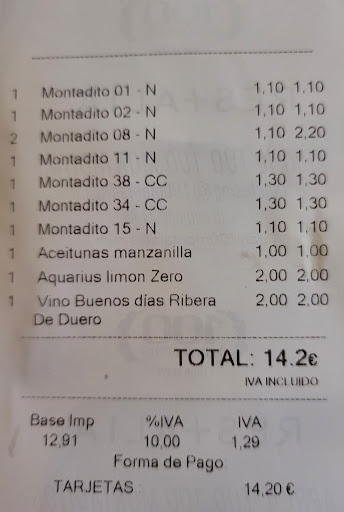 1 Montadito 01 - N 1,10 1,10
1 Montadito 02 - N 1,10 1,10
2 Montadito 08 - N 1,10 2,20
1 Montadito 11 - N 1,10 1,10
1 Montadito 38 - CC 1,30 1,30
1 Montadito 34 - CC 1,30 1,30
1 Montadito 15 - N 1,10 1,10
1 Aceitunas manzanilla 1,00 1,00
1 Aquarius limon Zero 2,00 2,00
1 Vino Buenos días Ribera 2,00 2,00
De Duero
TOTAL: 14.2€
IVA INCLUIDO
Base Imp %IVA IVA
12,91 10,00 1,29
Forma de Pago
TARJETAS 14,20 €